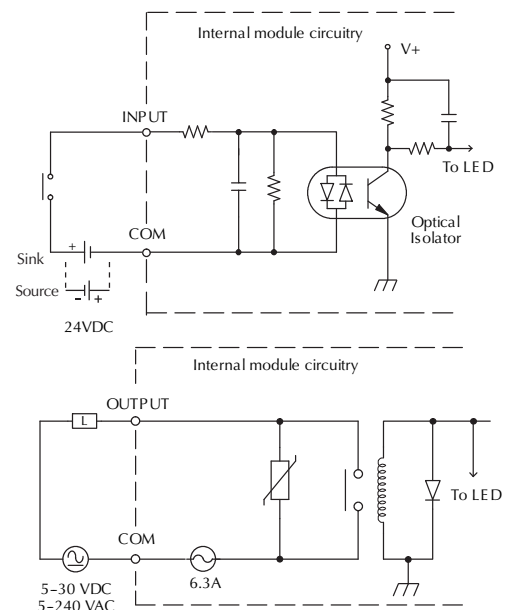 Internal module circuitry
V+
INPUT
To LED
COM
Optical
Isolator
Sink
+
Source
- +
24VDC
Internal module circuitry
OUTPUT
L
COM
To LED
6.3A
5–30 VDC
5–240 VAC